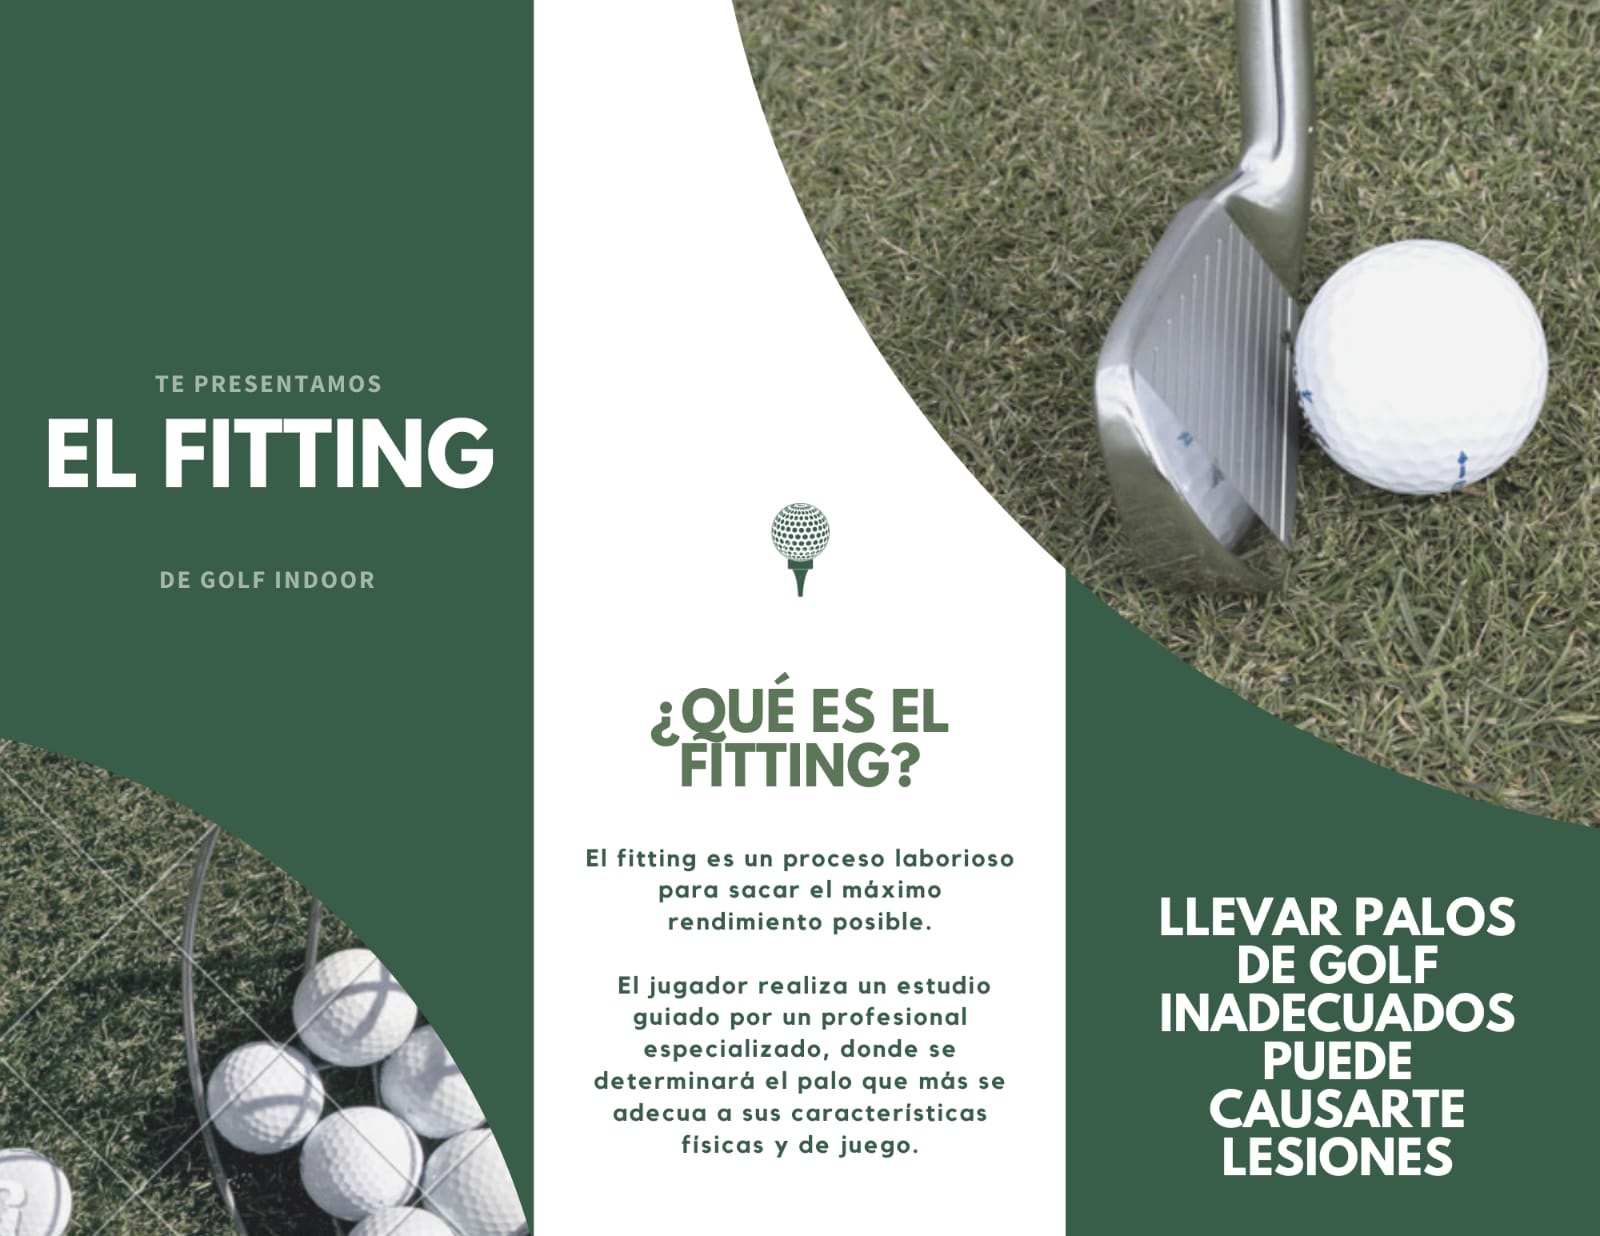 TE PRESENTAMOS
EL FITTING
DE GOLF INDOOR
¿QUÉ ES EL
FITTING?
El fitting es un proceso laborioso
para sacar el máximo
rendimiento posible.
El jugador realiza un estudio
guiado por un profesional
especializado, donde se
determinará el palo que más se
adecua a sus características
físicas y de juego.
LLEVAR PALOS
DE GOLF
INADECUADOS
PUEDE
CAUSARTE
LESIONES